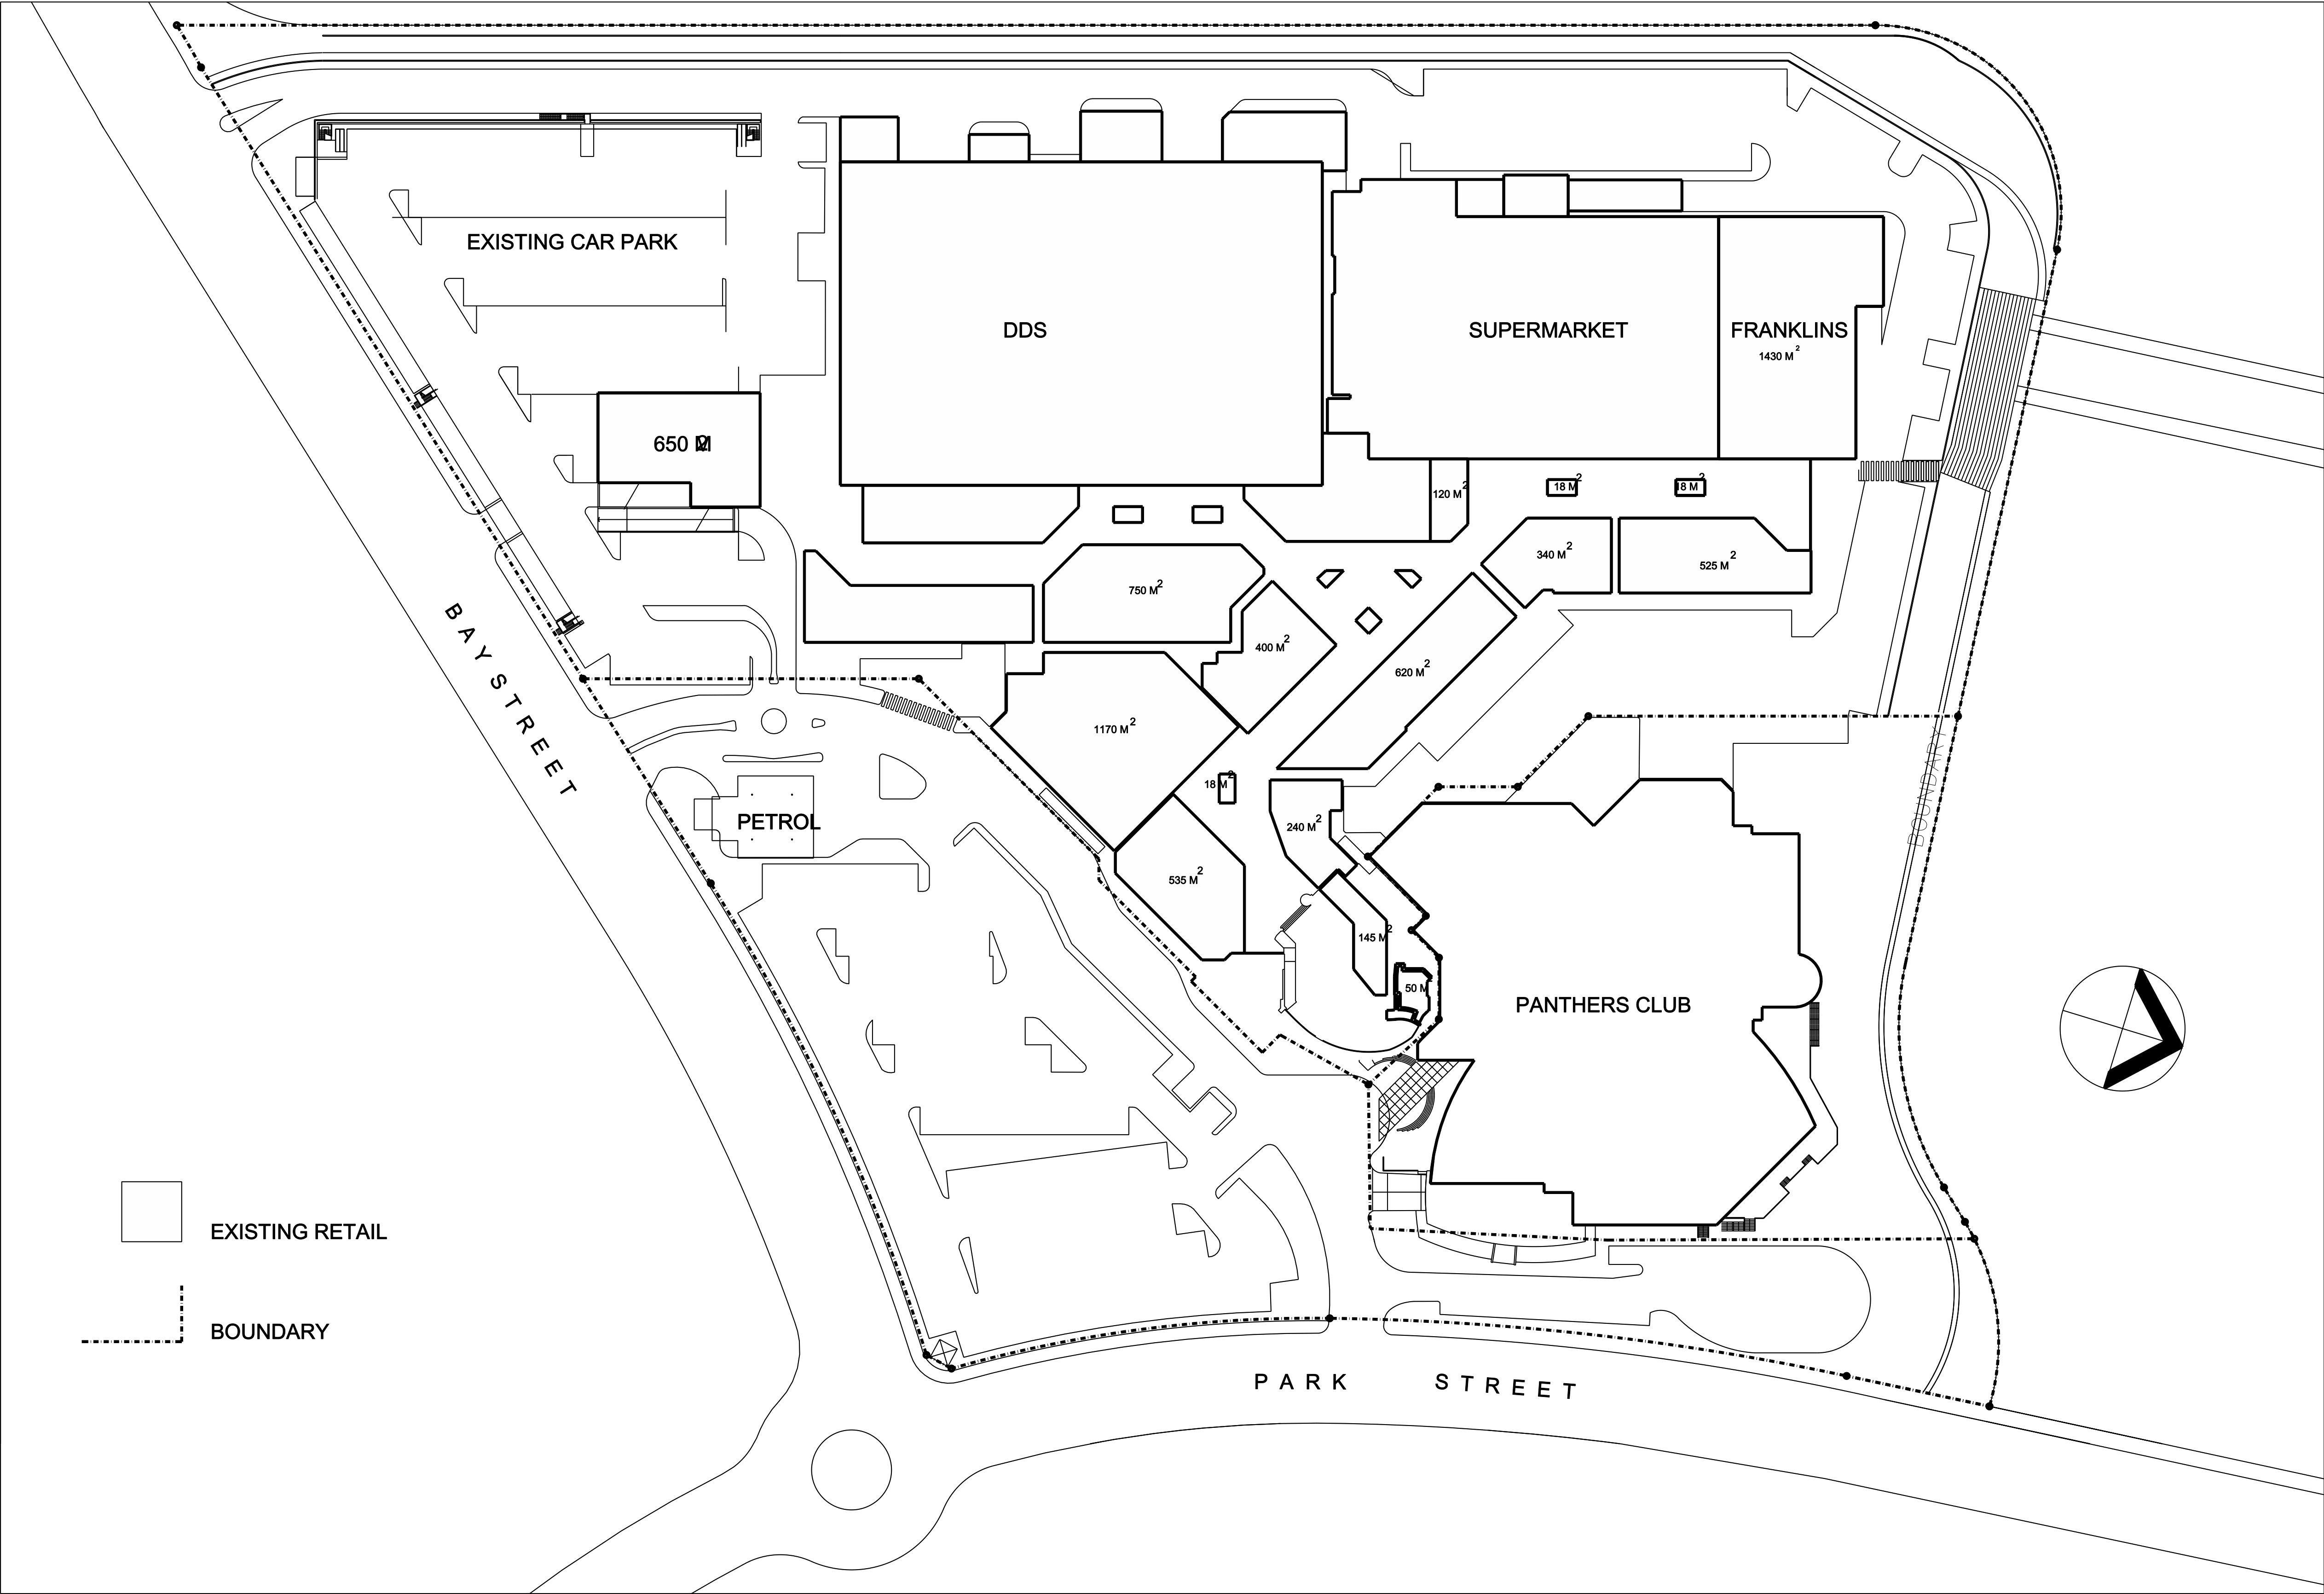 EXISTING CAR PARK
DDS
SUPERMARKET
FRANKLINS
1430 M²
650 M2
120 M²
18 M²
18 M²
340 M²
525 M²
750 M²
400 M²
620 M²
1170 M²
BAY STREET
18 M²
240 M²
PETROL
BOUNDARY
535 M²
145 M²
50 M²
PANTHERS CLUB
EXISTING RETAIL
BOUNDARY
PARK STREET